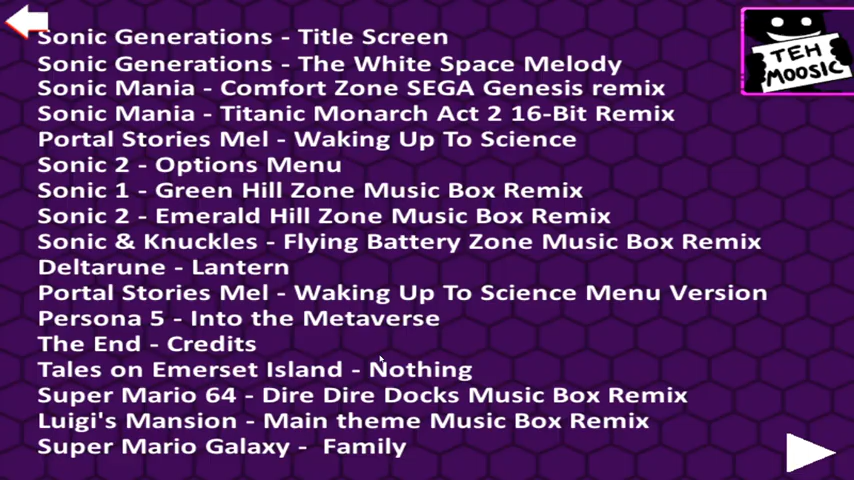 Sonic Generations - Title Screen
Sonic Generations - The White Space Melody
Sonic Mania - Comfort Zone SEGA Genesis remix
Sonic Mania - Titanic Monarch Act 2 16-Bit Remix
Portal Stories Mel - Waking Up To Science
Sonic 2 - Options Menu
Sonic 1 - Green Hill Zone Music Box Remix
Sonic 2 - Emerald Hill Zone Music Box Remix
Sonic & Knuckles - Flying Battery Zone Music Box Remix
Deltarune - Lantern
Portal Stories Mel - Waking Up To Science Menu Version
Persona 5 - Into the Metaverse
The End - Credits
Tales on Emerset Island - Nothing
Super Mario 64 - Dire Dire Docks Music Box Remix
Luigi's Mansion - Main theme Music Box Remix
Super Mario Galaxy - Family
TEH
MOOSIC